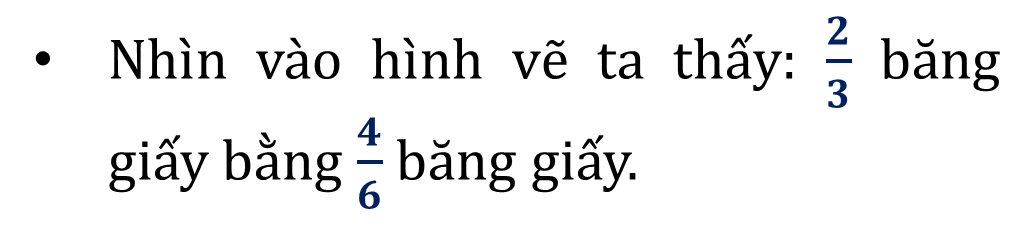 • Nhìn vào hình vẽ ta thấy: 2/3 băng
giấy bằng 4/6 băng giấy.